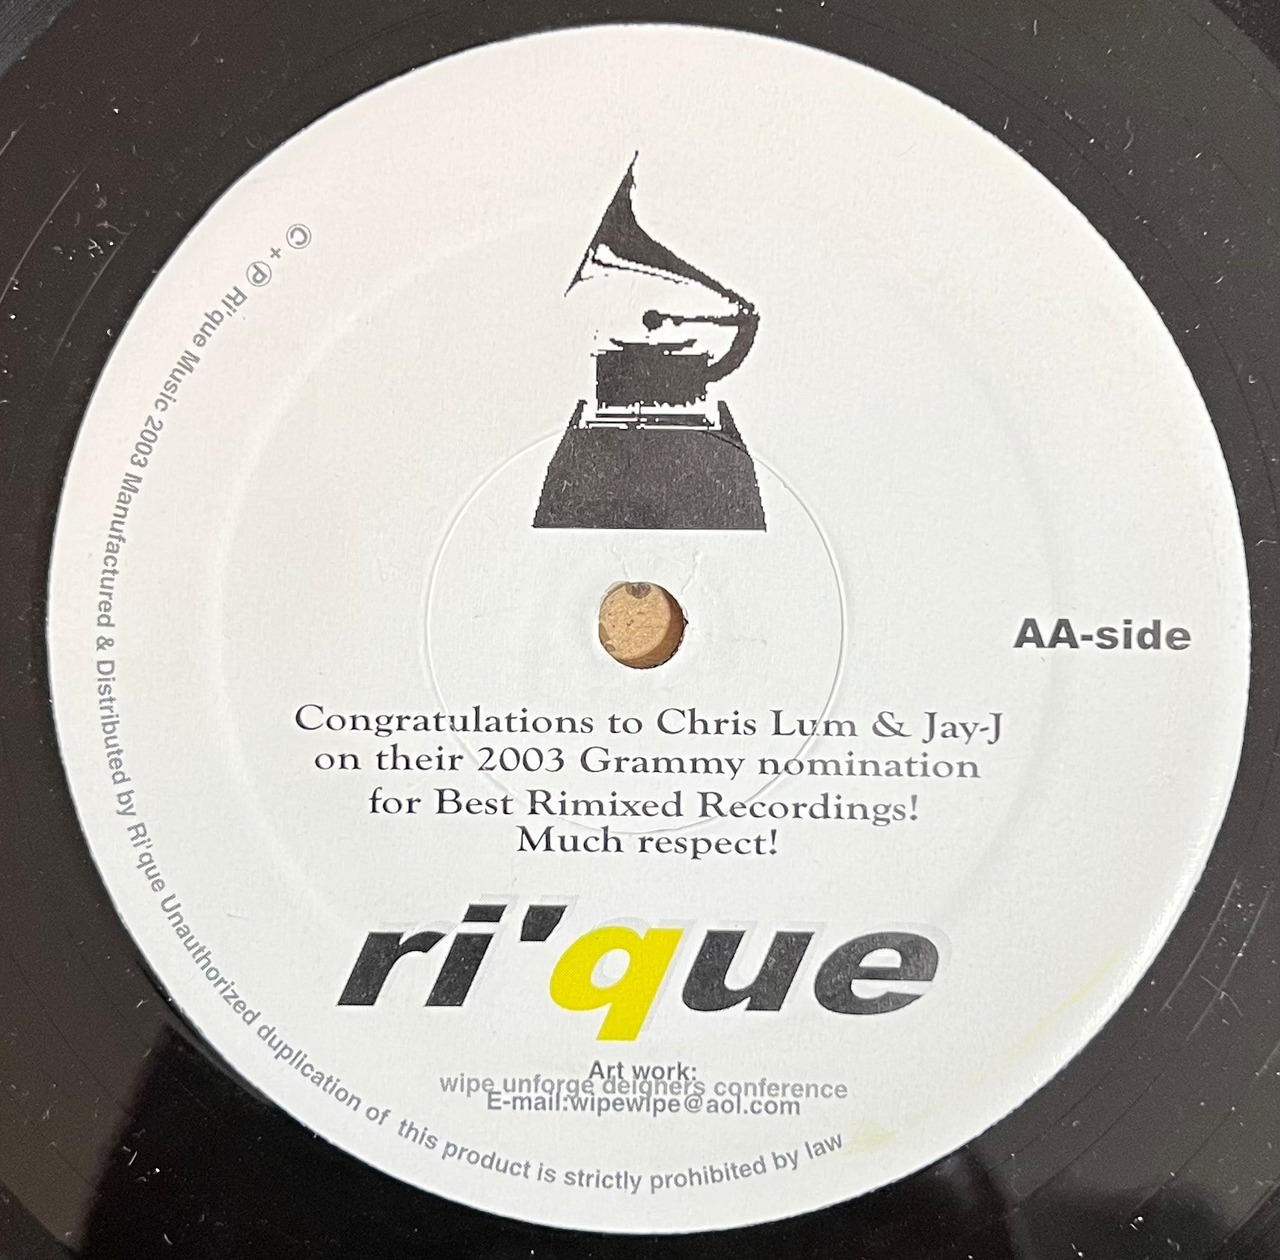 © + ℗ Ri'que Music 2003 Manufactured & Distributed by Ri'que Unauthorized duplication of this product is strictly prohibited by law
AA-side
Congratulations to Chris Lum & Jay-J
on their 2003 Grammy nomination
for Best Rimixed Recordings!
Much respect!
ri'que
Art work:
wipe unforge deigners conference
E-mail:wipewipe@aol.com